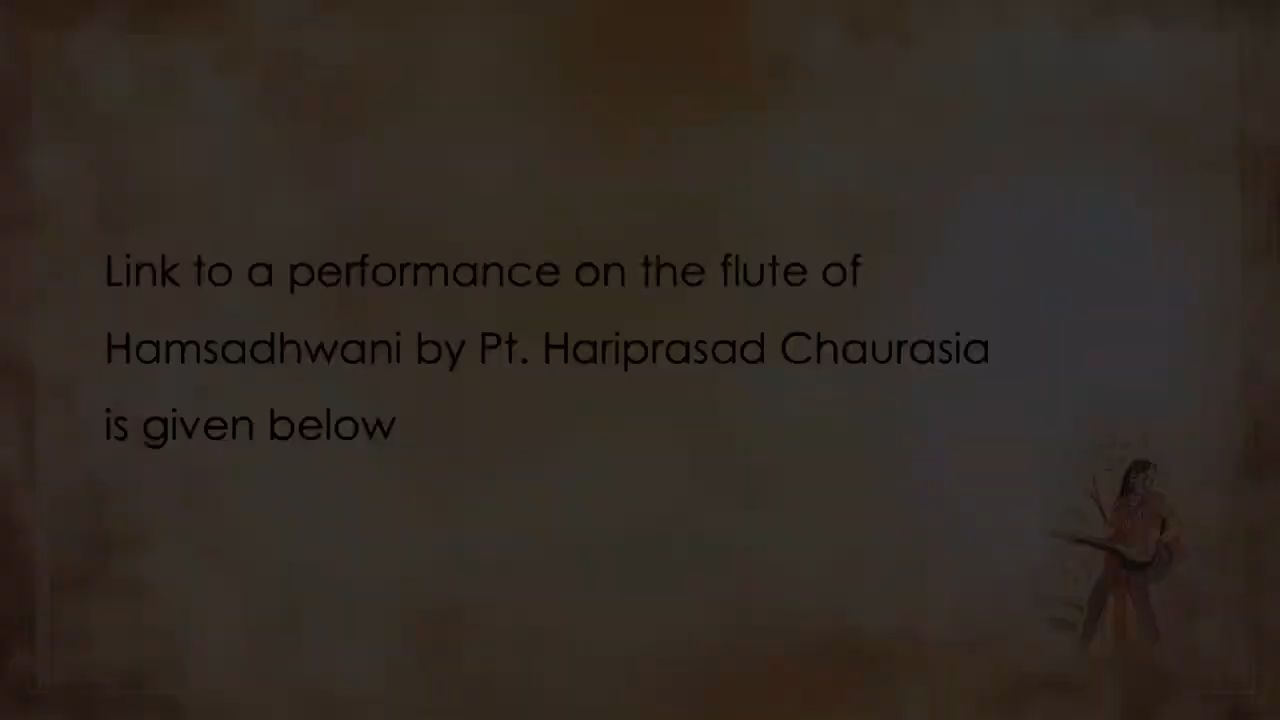 Link to a performance on the flute of
Hamsadhwani by Pt. Hariprasad Chaurasia
is given below